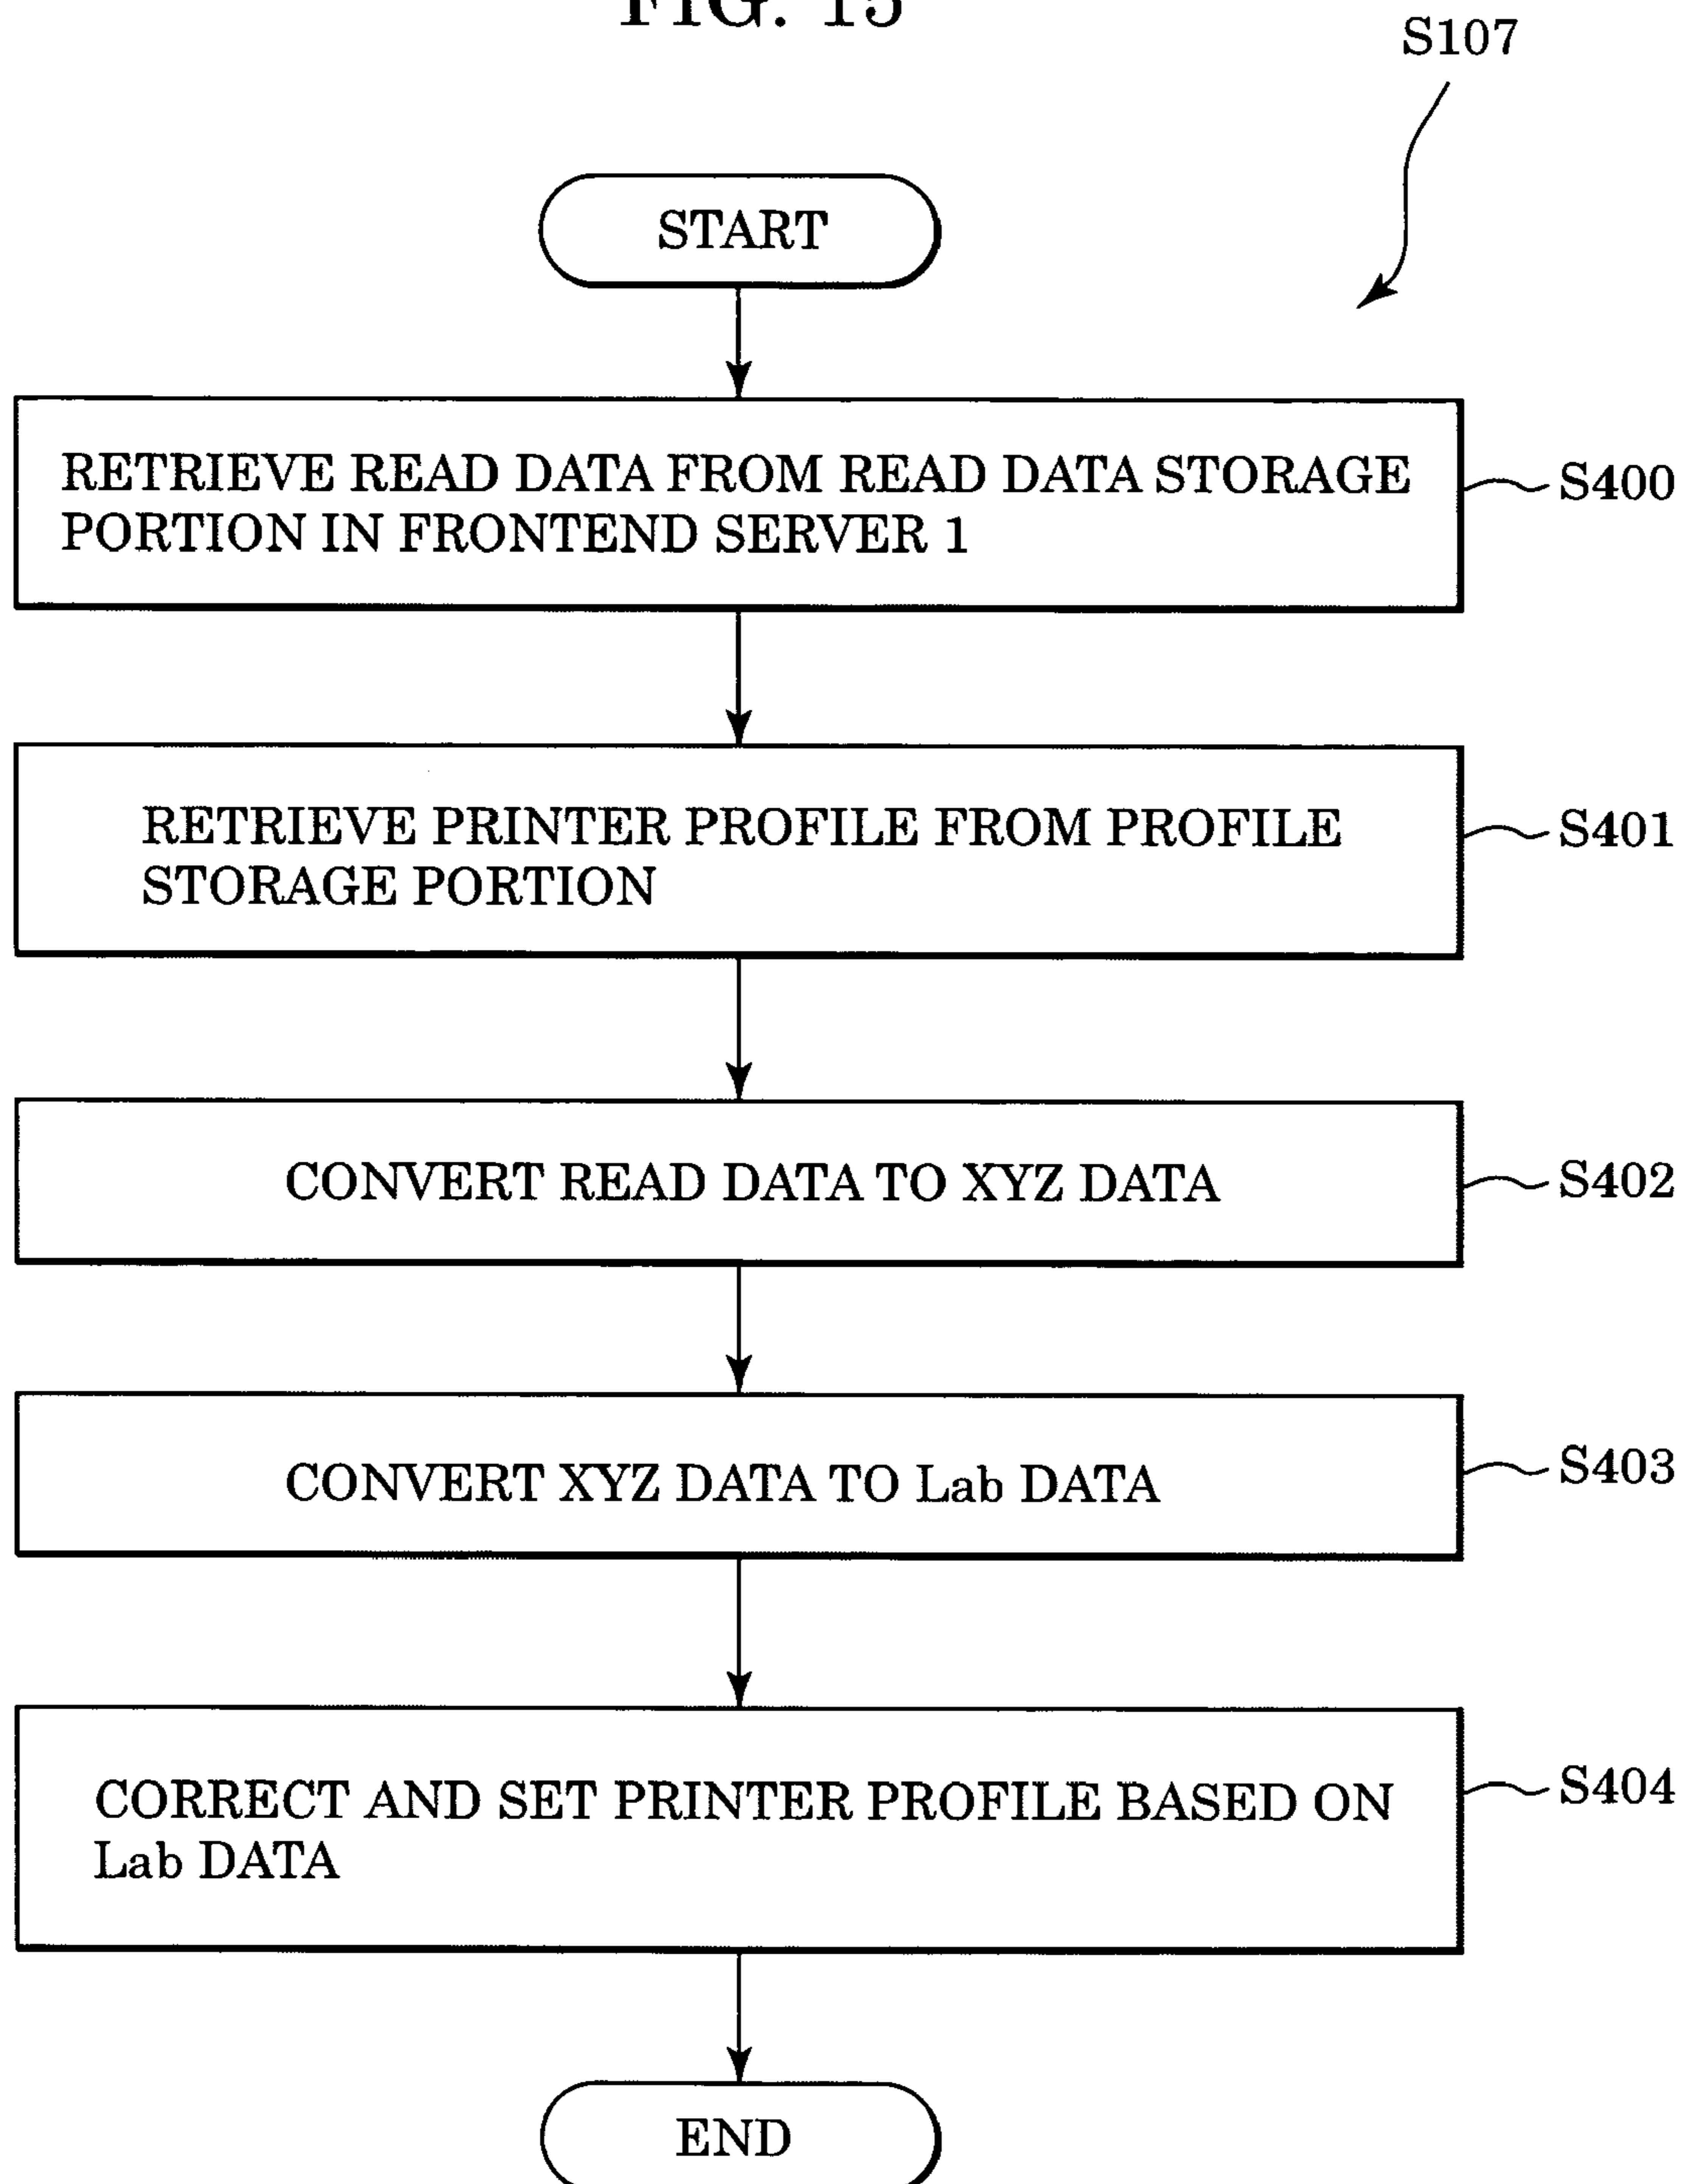 FIG. 15
S107
START
RETRIEVE READ DATA FROM READ DATA STORAGE
PORTION IN FRONTEND SERVER 1
S400
RETRIEVE PRINTER PROFILE FROM PROFILE
STORAGE PORTION
S401
CONVERT READ DATA TO XYZ DATA
S402
CONVERT XYZ DATA TO Lab DATA
S403
CORRECT AND SET PRINTER PROFILE BASED ON
Lab DATA
S404
END